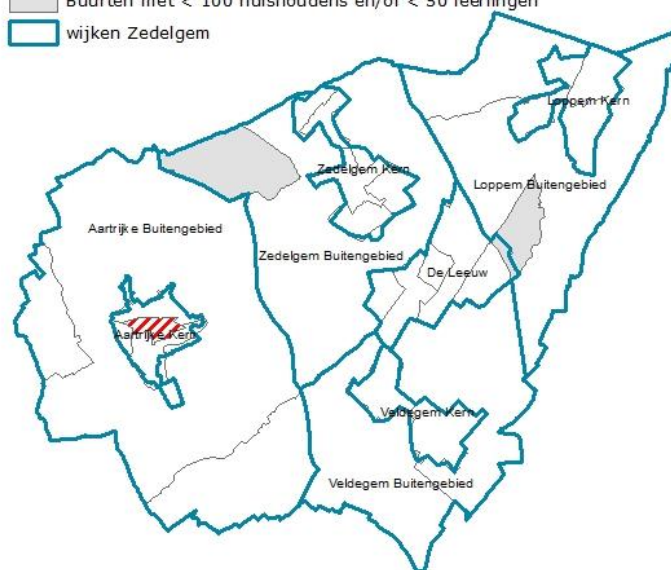 Buurten met < 100 huishoudens en/of < 50 leerlingen
wijken Zedelgem
Loppem Kern
Zedelgem Kern
Loppem Buitengebied
Aartrijke Buitengebied
Zedelgem Buitengebied
De Leeuw
Aartrijke Kern
Veldegem Kern
Veldegem Buitengebied